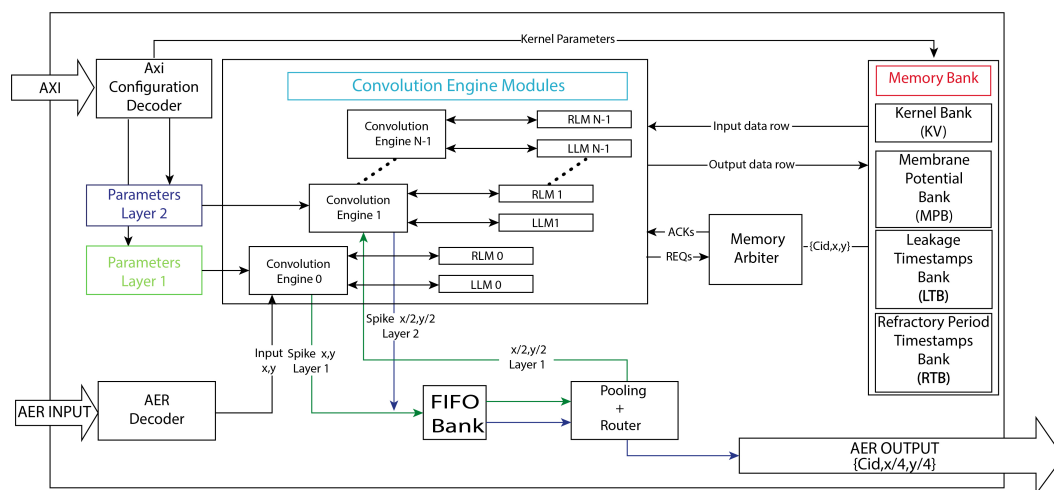 Kernel Parameters
AXI
Axi
Configuration
Decoder
Convolution Engine Modules
Memory Bank
Convolution
Engine N-1
RLM N-1
LLM N-1
Input data row
Kernel Bank
(KV)
Output data row
Membrane
Potential
Bank
(MPB)
Parameters
Layer 2
Convolution
Engine 1
RLM 1
LLM1
ACKs
REQs
Memory
Arbiter
{Cid,x,y}
Leakage
Timestamps
Bank
(LTB)
Parameters
Layer 1
Convolution
Engine 0
RLM 0
LLM 0
Spike x/2,y/2
Layer 2
Refractory Period
Timestamps
Bank
(RTB)
Input
x,y
Spike x,y
Layer 1
x/2,y/2
Layer 1
AER INPUT
AER
Decoder
FIFO
Bank
Pooling
+
Router
AER OUTPUT
{Cid,x/4,y/4}